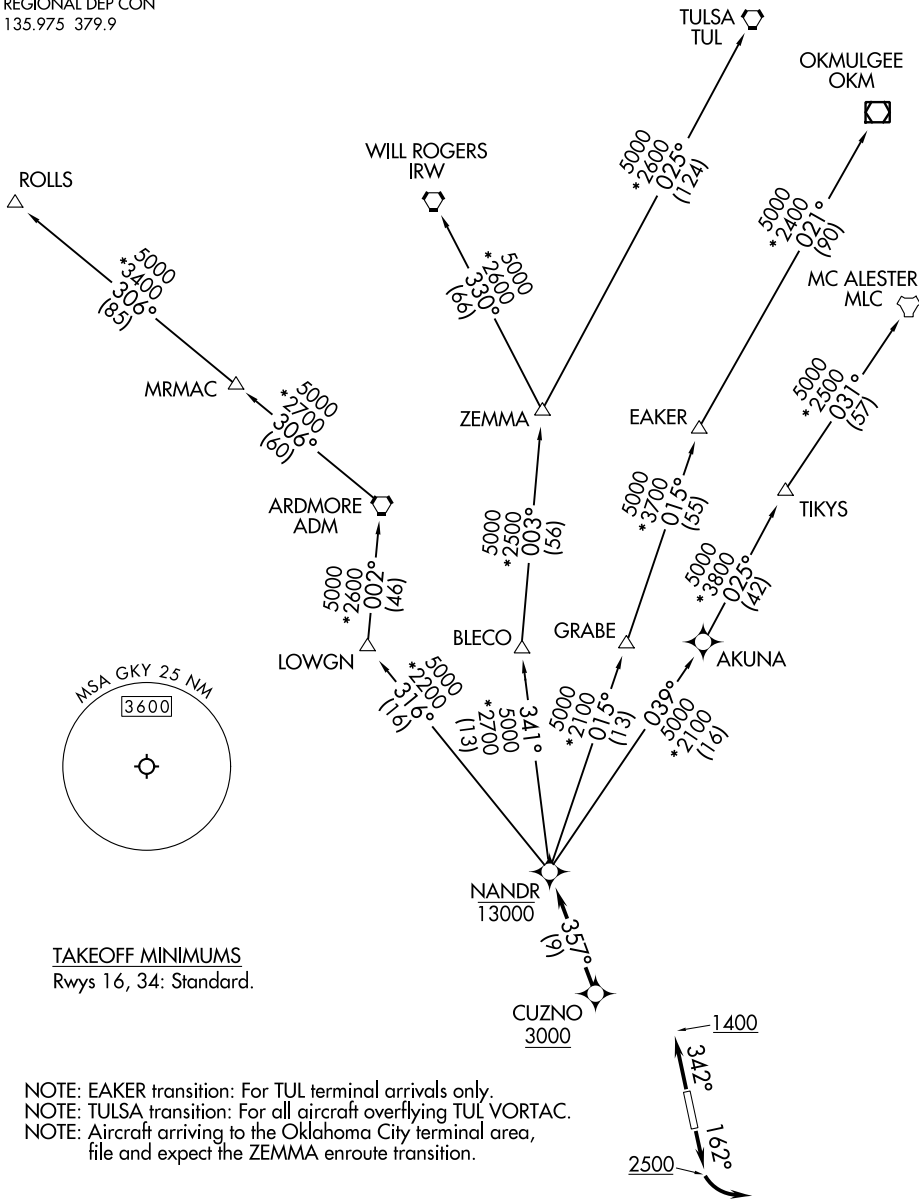 REGIONAL DEP CON
135.975 379.9
TULSA
TUL
OKMULGEE
OKM
WILL ROGERS
IRW
ROLLS
5000
*2600
025°
(124)
5000
*2400
021°
(90)
5000
*3400
306°
(85)
5000
*2600
330°
(66)
MC ALESTER
MLC
MRMAC
5000
*2700
306°
(60)
ZEMMA
EAKER
5000
*2500
031°
(57)
ARDMORE
ADM
5000
*2500
003°
(56)
5000
*3700
015°
(55)
TIKYS
5000
*2600
002°
(46)
5000
*3800
025°
(42)
LOWGN
BLECO
GRABE
AKUNA
5000
*2200
316°
(16)
341°
5000
*2700
(13)
5000
*2100
015°
(13)
039°
5000
*2100
(16)
MSA GKY 25 NM
3600
NANDR
13000
357°
(9)
TAKEOFF MINIMUMS
Rwys 16, 34: Standard.
CUZNO
3000
1400
342°
162°
2500
NOTE: EAKER transition: For TUL terminal arrivals only.
NOTE: TULSA transition: For all aircraft overflying TUL VORTAC.
NOTE: Aircraft arriving to the Oklahoma City terminal area,
file and expect the ZEMMA enroute transition.